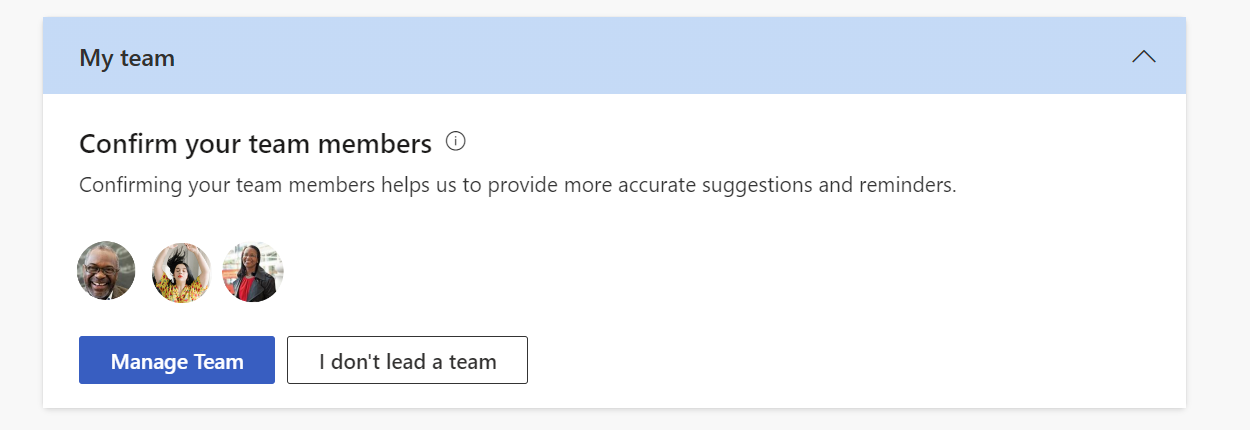 My team
Confirm your team members
Confirming your team members helps us to provide more accurate suggestions and reminders.
Manage Team
I don't lead a team